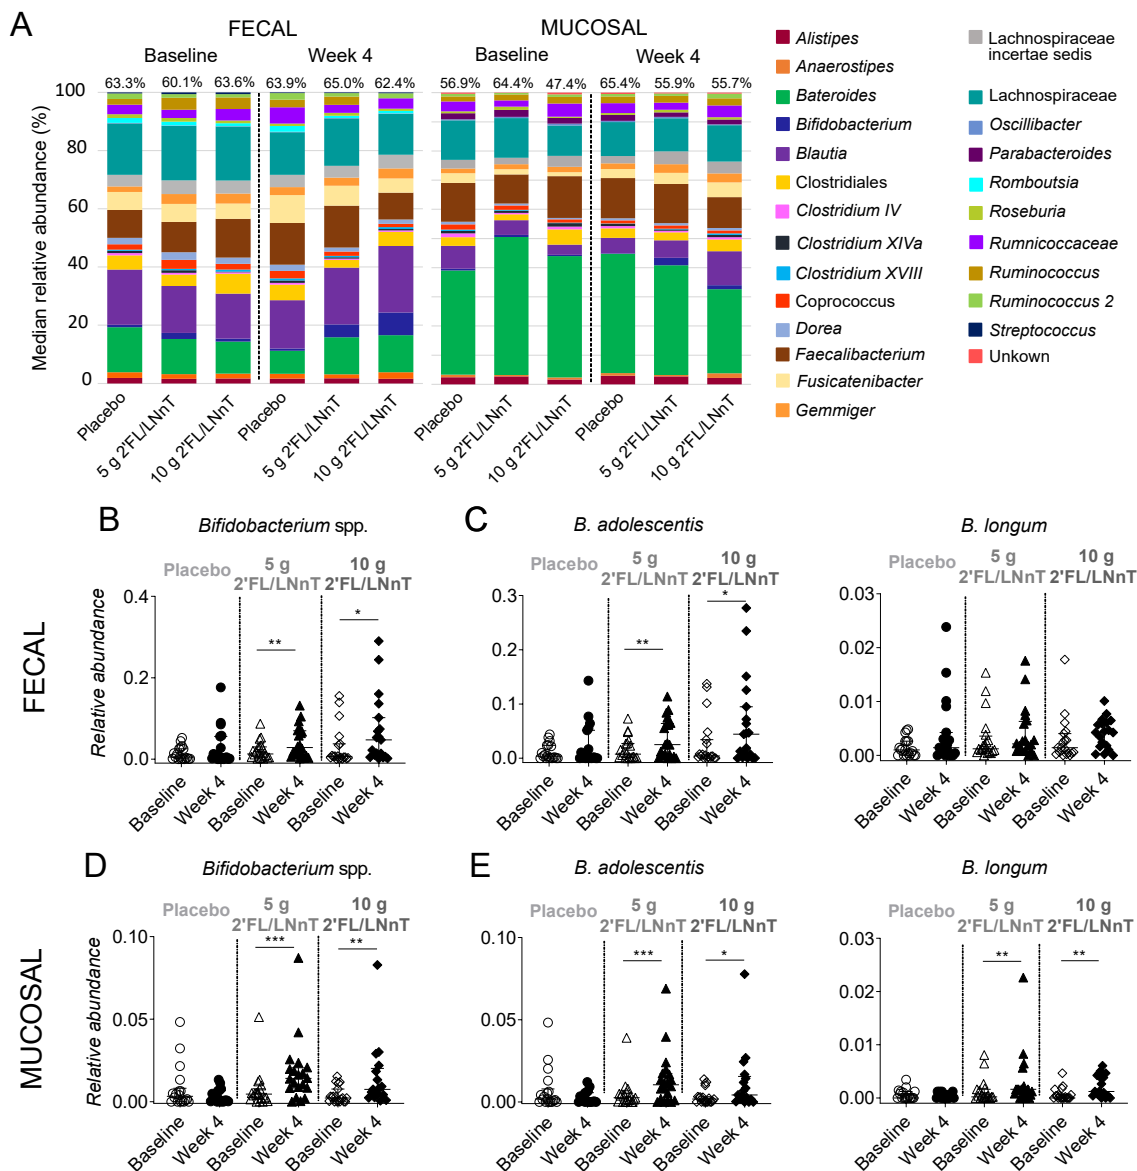 A
FECAL
MUCOSAL
Baseline
Week 4
Baseline
Week 4
63.3%
60.1%
63.6%
63.9%
65.0%
62.4%
56.9%
64.4%
47.4%
65.4%
55.9%
55.7%
Median relative abundance (%)
100
80
60
40
20
0
Placebo
5 g 2'FL/LNnT
10 g 2'FL/LNnT
Placebo
5 g 2'FL/LNnT
10 g 2'FL/LNnT
Placebo
5 g 2'FL/LNnT
10 g 2'FL/LNnT
Placebo
5 g 2'FL/LNnT
10 g 2'FL/LNnT
Alistipes
Anaerostipes
Bateroides
Bifidobacterium
Blautia
Clostridiales
Clostridium IV
Clostridium XIVa
Clostridium XVIII
Coprococcus
Dorea
Faecalibacterium
Fusicatenibacter
Gemmiger
Lachnospiraceae
incertae sedis
Lachnospiraceae
Oscillibacter
Parabacteroides
Romboutsia
Roseburia
Rumnicoccaceae
Ruminococcus
Ruminococcus 2
Streptococcus
Unkown
FECAL
B
Bifidobacterium spp.
Placebo
5 g
2'FL/LNnT
10 g
2'FL/LNnT
Relative abundance
0.4
0.2
0.0
**
*
Baseline
Week 4
Baseline
Week 4
Baseline
Week 4
C
B. adolescentis
Placebo
5 g
2'FL/LNnT
10 g
2'FL/LNnT
0.3
0.2
0.1
0.0
**
*
Baseline
Week 4
Baseline
Week 4
Baseline
Week 4
B. longum
Placebo
5 g
2'FL/LNnT
10 g
2'FL/LNnT
0.03
0.02
0.01
0.00
Baseline
Week 4
Baseline
Week 4
Baseline
Week 4
MUCOSAL
D
Bifidobacterium spp.
Placebo
5 g
2'FL/LNnT
10 g
2'FL/LNnT
Relative abundance
0.10
0.05
0.00
***
**
Baseline
Week 4
Baseline
Week 4
Baseline
Week 4
E
B. adolescentis
Placebo
5 g
2'FL/LNnT
10 g
2'FL/LNnT
0.10
0.05
0.00
***
*
Baseline
Week 4
Baseline
Week 4
Baseline
Week 4
B. longum
Placebo
5 g
2'FL/LNnT
10 g
2'FL/LNnT
0.03
0.02
0.01
0.00
**
**
Baseline
Week 4
Baseline
Week 4
Baseline
Week 4